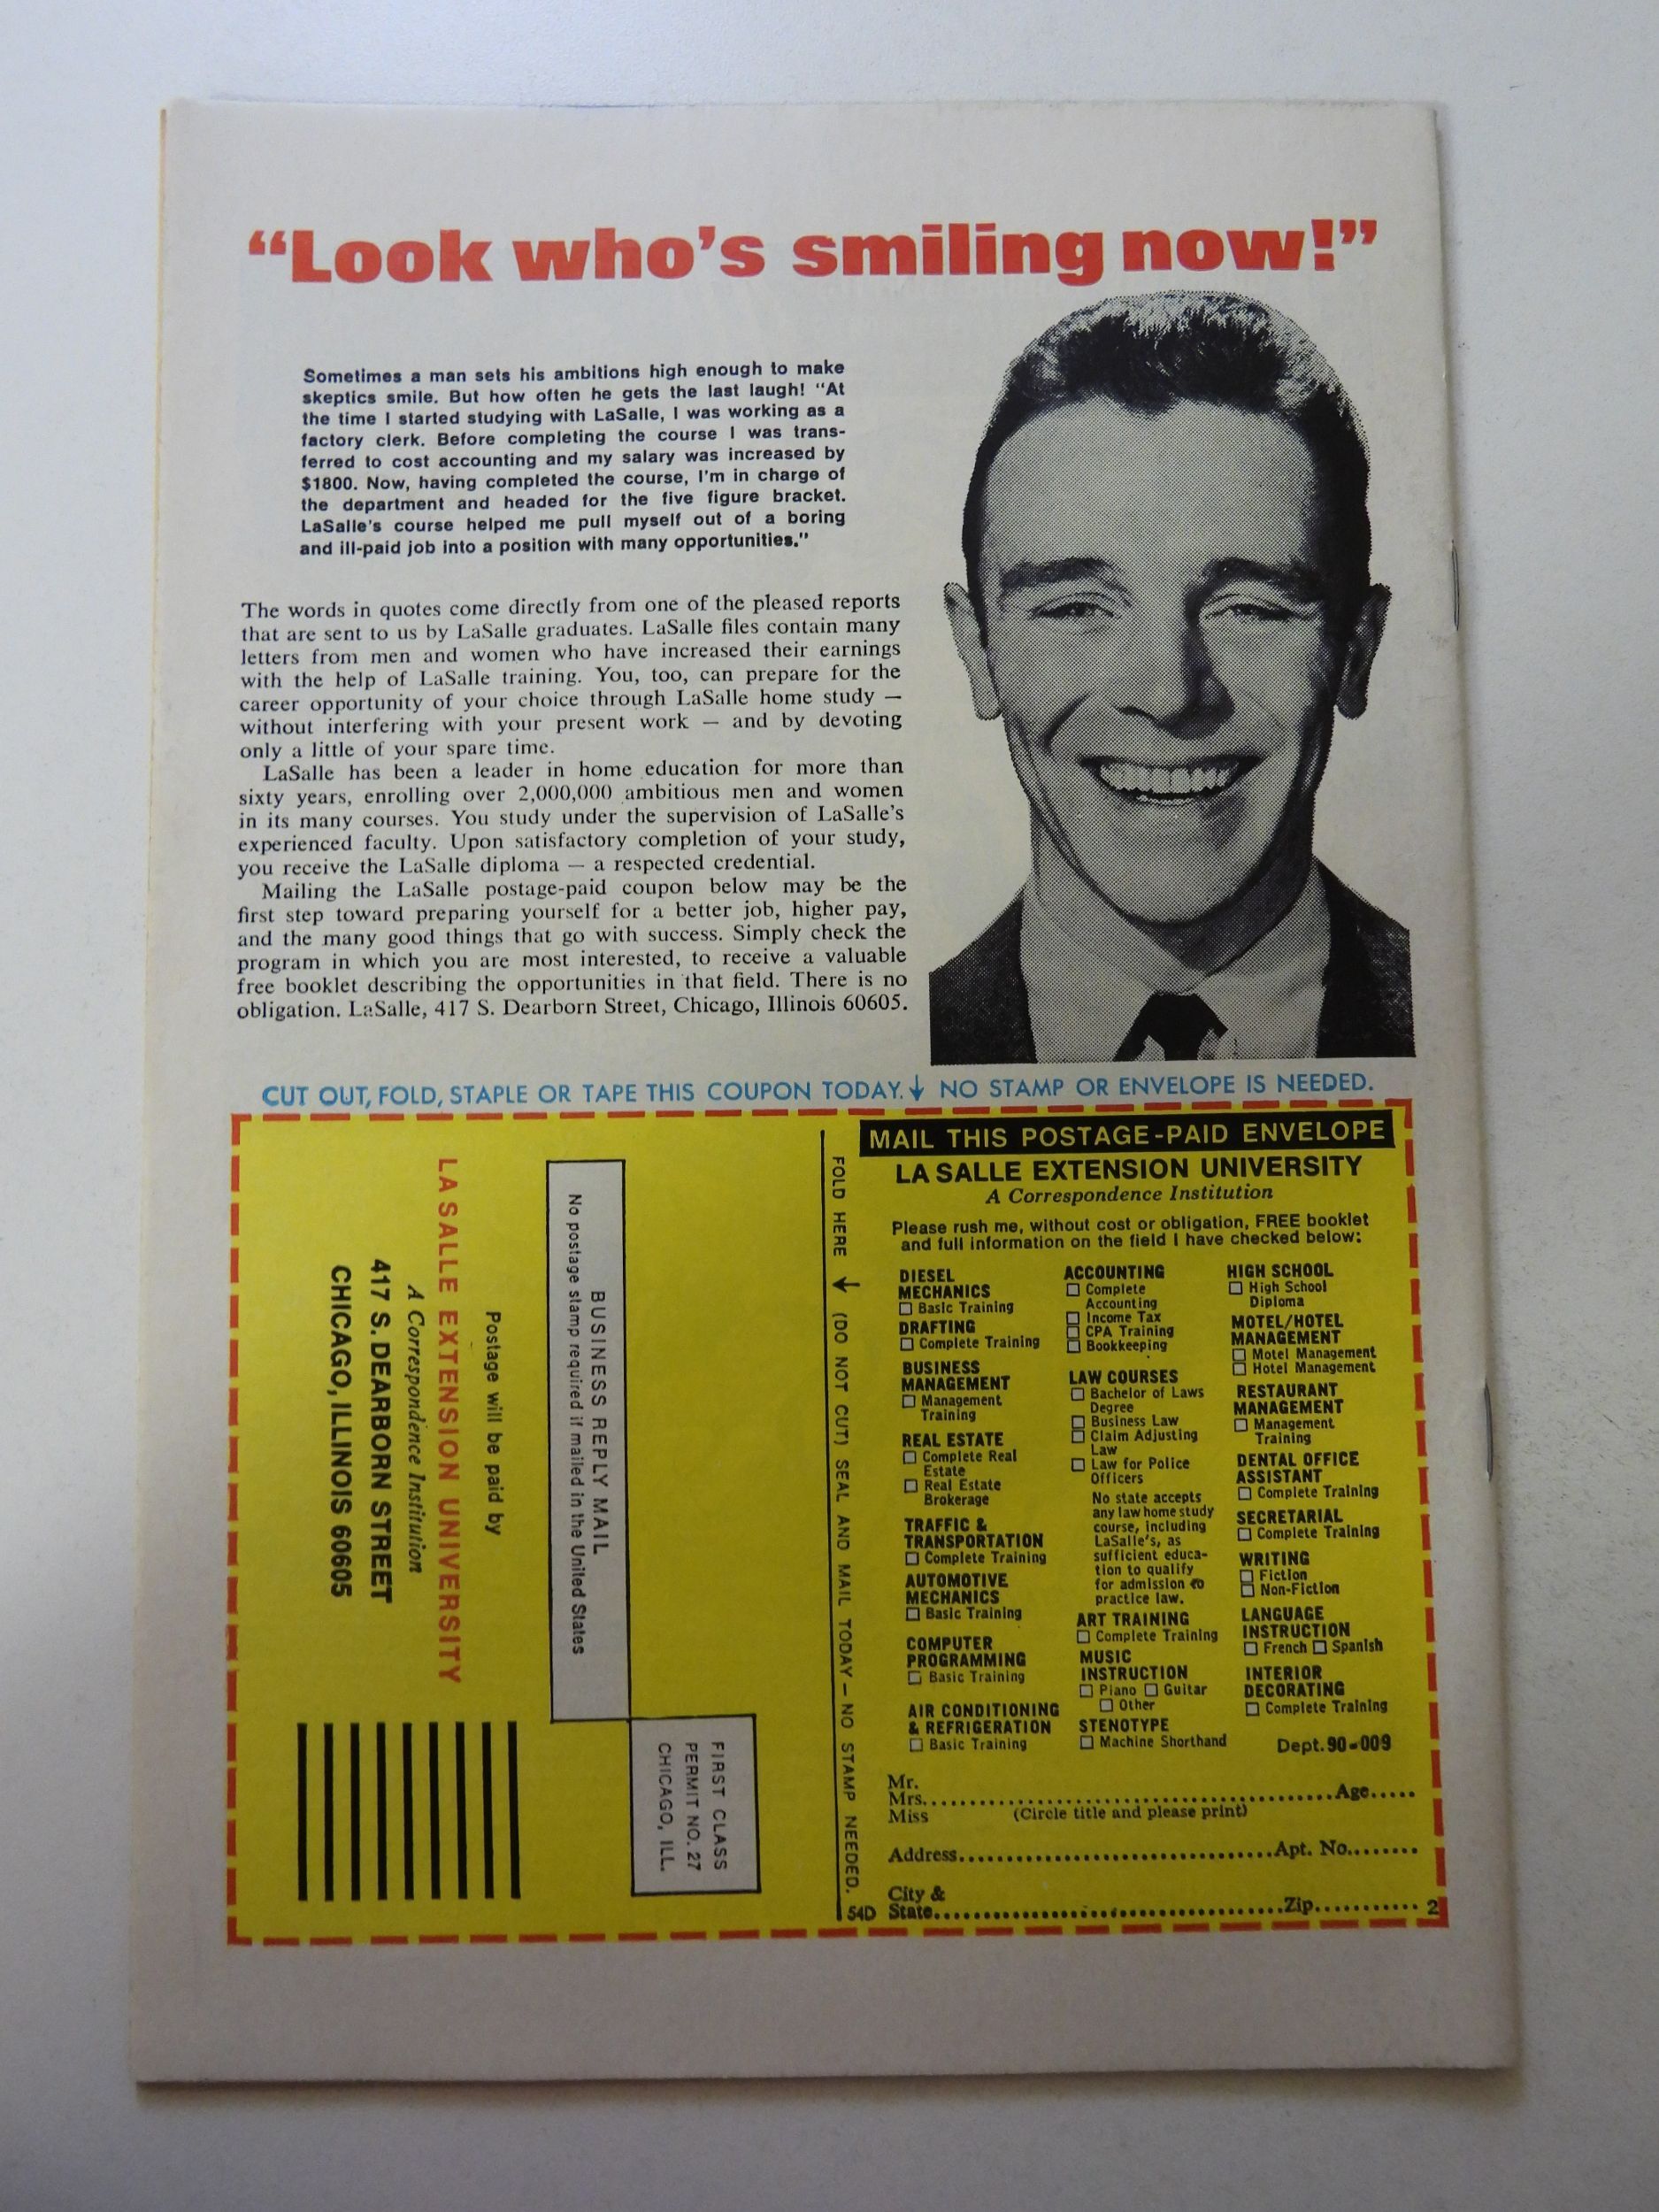 “Look who’s smiling now!”
Sometimes a man sets his ambitions high enough to make
skeptics smile. But how often he gets the last laugh! “At
the time I started studying with LaSalle, I was working as a
factory clerk. Before completing the course I was trans-
ferred to cost accounting and my salary was increased by
$1800. Now, having completed the course, I’m in charge of
the department and headed for the five figure bracket.
LaSalle’s course helped me pull myself out of a boring
and ill-paid job into a position with many opportunities.”
The words in quotes come directly from one of the pleased reports
that are sent to us by LaSalle graduates. LaSalle files contain many
letters from men and women who have increased their earnings
with the help of LaSalle training. You, too, can prepare for the
career opportunity of your choice through LaSalle home study —
without interfering with your present work — and by devoting
only a little of your spare time.
LaSalle has been a leader in home education for more than
sixty years, enrolling over 2,000,000 ambitious men and women
in its many courses. You study under the supervision of LaSalle’s
experienced faculty. Upon satisfactory completion of your study,
you receive the LaSalle diploma — a respected credential.
Mailing the LaSalle postage-paid coupon below may be the
first step toward preparing yourself for a better job, higher pay,
and the many good things that go with success. Simply check the
program in which you are most interested, to receive a valuable
free booklet describing the opportunities in that field. There is no
obligation. LaSalle, 417 S. Dearborn Street, Chicago, Illinois 60605.
CUT OUT, FOLD, STAPLE OR TAPE THIS COUPON TODAY. ↓ NO STAMP OR ENVELOPE IS NEEDED.
FIRST CLASS
PERMIT NO. 27
CHICAGO, ILL.
BUSINESS REPLY MAIL
No postage stamp required if mailed in the United States
Postage will be paid by
LA SALLE EXTENSION UNIVERSITY
A Correspondence Institution
417 S. DEARBORN STREET
CHICAGO, ILLINOIS 60605
FOLD HERE → (DO NOT CUT) SEAL AND MAIL TODAY — NO STAMP NEEDED.
MAIL THIS POSTAGE-PAID ENVELOPE
LA SALLE EXTENSION UNIVERSITY
A Correspondence Institution
Please rush me, without cost or obligation, FREE booklet
and full information on the field I have checked below:
DIESEL
MECHANICS
☐ Basic Training
DRAFTING
☐ Complete Training
BUSINESS
MANAGEMENT
☐ Management
Training
REAL ESTATE
☐ Complete Real
Estate
☐ Real Estate
Brokerage
TRAFFIC &
TRANSPORTATION
☐ Complete Training
AUTOMOTIVE
MECHANICS
☐ Basic Training
COMPUTER
PROGRAMMING
☐ Basic Training
AIR CONDITIONING
& REFRIGERATION
☐ Basic Training
ACCOUNTING
☐ Complete
Accounting
☐ Income Tax
☐ CPA Training
☐ Bookkeeping
LAW COURSES
☐ Bachelor of Laws
Degree
☐ Business Law
☐ Claim Adjusting
Law
☐ Law for Police
Officers
No state accepts
any law home study
course, including
LaSalle’s, as
sufficient educa-
tion to qualify
for admission to
practice law.
ART TRAINING
☐ Complete Training
MUSIC
INSTRUCTION
☐ Piano ☐ Guitar
☐ Other
STENOTYPE
☐ Machine Shorthand
HIGH SCHOOL
☐ High School
Diploma
MOTEL/HOTEL
MANAGEMENT
☐ Motel Management
☐ Hotel Management
RESTAURANT
MANAGEMENT
☐ Management
Training
DENTAL OFFICE
ASSISTANT
☐ Complete Training
SECRETARIAL
☐ Complete Training
WRITING
☐ Fiction
☐ Non-Fiction
LANGUAGE
INSTRUCTION
☐ French ☐ Spanish
INTERIOR
DECORATING
☐ Complete Training
Dept. 90-009
Mr.
Mrs. Age
Miss (Circle title and please print)
Address Apt. No.
City &
State Zip 2
54D